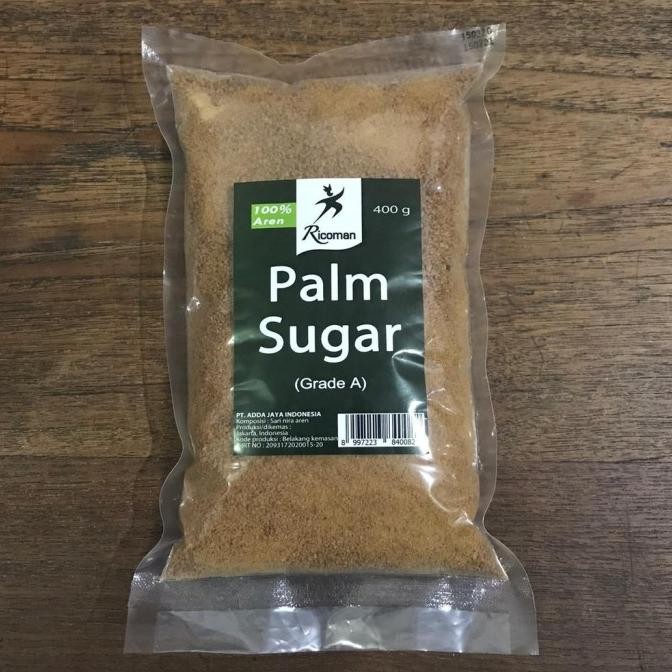 100%
Aren
400 g
Ricoman
Palm
Sugar
(Grade A)
PT. ADDA JAYA INDONESIA
Komposisi : Sari nira aren
Produksi/dikemas :
Jakarta, Indonesia
Kode produksi : Belakang kemasan
P-IRT NO : 2093172020015-20
8 997223 840082